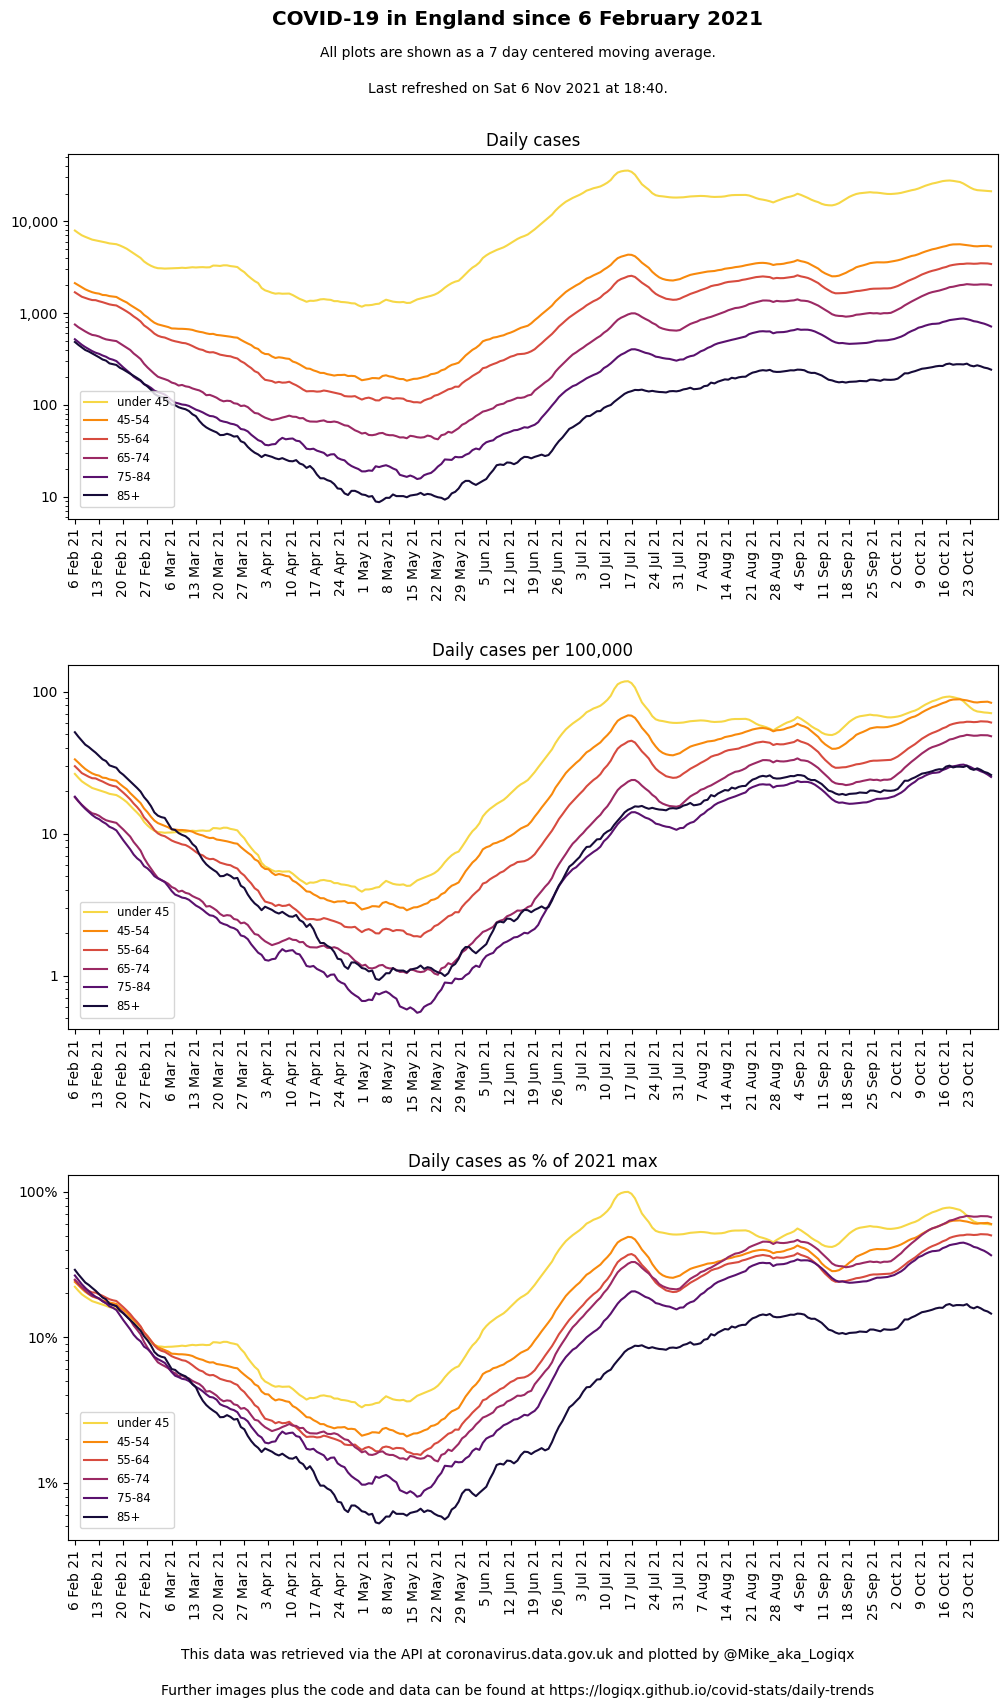 COVID-19 in England since 6 February 2021
All plots are shown as a 7 day centered moving average.
Last refreshed on Sat 6 Nov 2021 at 18:40.
Daily cases
10,000
1,000
100
10
under 45
45-54
55-64
65-74
75-84
85+
6 Feb 21
13 Feb 21
20 Feb 21
27 Feb 21
6 Mar 21
13 Mar 21
20 Mar 21
27 Mar 21
3 Apr 21
10 Apr 21
17 Apr 21
24 Apr 21
1 May 21
8 May 21
15 May 21
22 May 21
29 May 21
5 Jun 21
12 Jun 21
19 Jun 21
26 Jun 21
3 Jul 21
10 Jul 21
17 Jul 21
24 Jul 21
31 Jul 21
7 Aug 21
14 Aug 21
21 Aug 21
28 Aug 21
4 Sep 21
11 Sep 21
18 Sep 21
25 Sep 21
2 Oct 21
9 Oct 21
16 Oct 21
23 Oct 21
Daily cases per 100,000
100
10
1
under 45
45-54
55-64
65-74
75-84
85+
6 Feb 21
13 Feb 21
20 Feb 21
27 Feb 21
6 Mar 21
13 Mar 21
20 Mar 21
27 Mar 21
3 Apr 21
10 Apr 21
17 Apr 21
24 Apr 21
1 May 21
8 May 21
15 May 21
22 May 21
29 May 21
5 Jun 21
12 Jun 21
19 Jun 21
26 Jun 21
3 Jul 21
10 Jul 21
17 Jul 21
24 Jul 21
31 Jul 21
7 Aug 21
14 Aug 21
21 Aug 21
28 Aug 21
4 Sep 21
11 Sep 21
18 Sep 21
25 Sep 21
2 Oct 21
9 Oct 21
16 Oct 21
23 Oct 21
Daily cases as % of 2021 max
100%
10%
1%
under 45
45-54
55-64
65-74
75-84
85+
6 Feb 21
13 Feb 21
20 Feb 21
27 Feb 21
6 Mar 21
13 Mar 21
20 Mar 21
27 Mar 21
3 Apr 21
10 Apr 21
17 Apr 21
24 Apr 21
1 May 21
8 May 21
15 May 21
22 May 21
29 May 21
5 Jun 21
12 Jun 21
19 Jun 21
26 Jun 21
3 Jul 21
10 Jul 21
17 Jul 21
24 Jul 21
31 Jul 21
7 Aug 21
14 Aug 21
21 Aug 21
28 Aug 21
4 Sep 21
11 Sep 21
18 Sep 21
25 Sep 21
2 Oct 21
9 Oct 21
16 Oct 21
23 Oct 21
This data was retrieved via the API at coronavirus.data.gov.uk and plotted by @Mike_aka_Logiqx
Further images plus the code and data can be found at https://logiqx.github.io/covid-stats/daily-trends